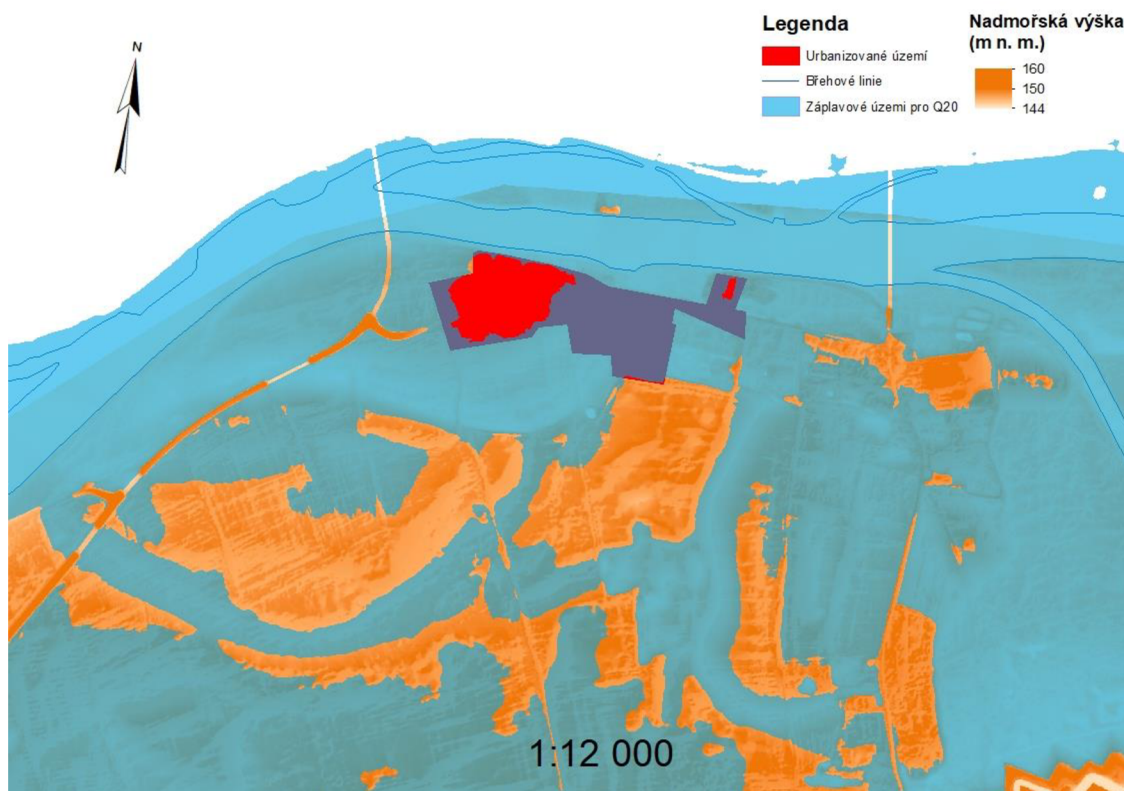 N
Legenda
Urbanizované území
Břehové linie
Záplavové území pro Q20
Nadmořská výška
(m n. m.)
160
150
144
1:12 000